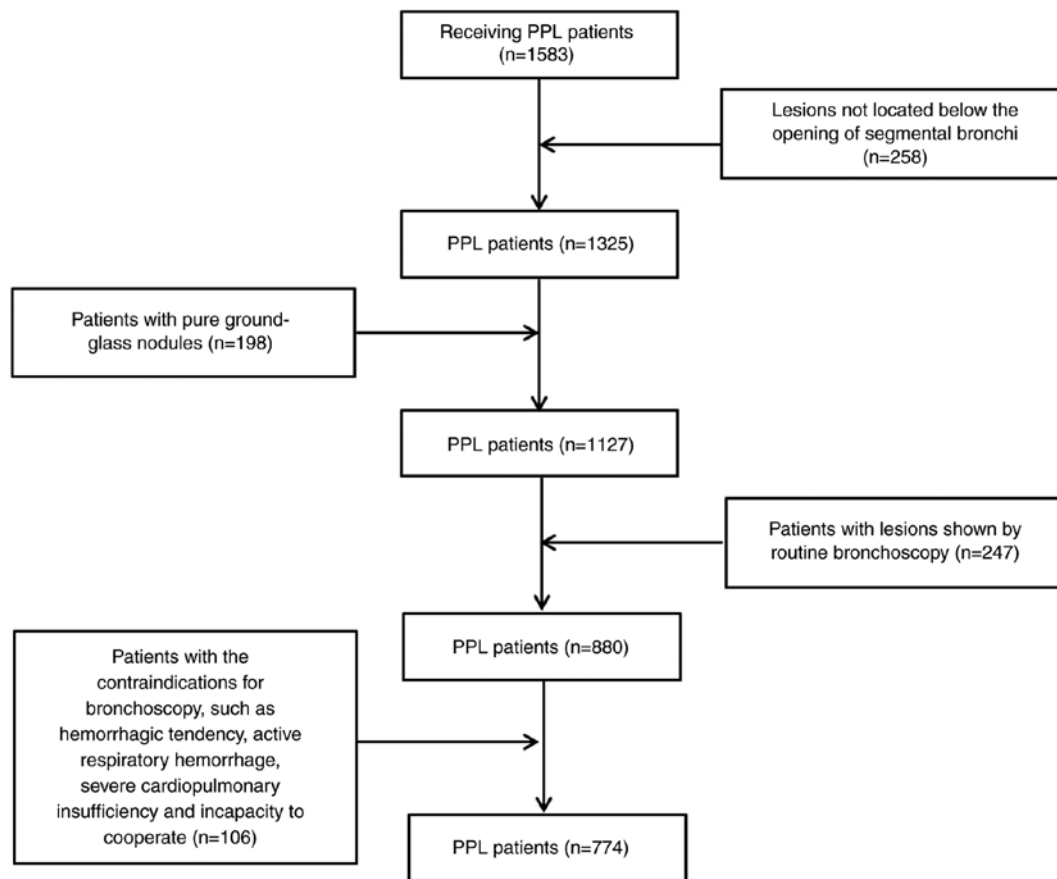 Receiving PPL patients
(n=1583)
Lesions not located below the
opening of segmental bronchi
(n=258)
PPL patients (n=1325)
Patients with pure ground-
glass nodules (n=198)
PPL patients (n=1127)
Patients with lesions shown by
routine bronchoscopy (n=247)
PPL patients (n=880)
Patients with the
contraindications for
bronchoscopy, such as
hemorrhagic tendency, active
respiratory hemorrhage,
severe cardiopulmonary
insufficiency and incapacity to
cooperate (n=106)
PPL patients (n=774)